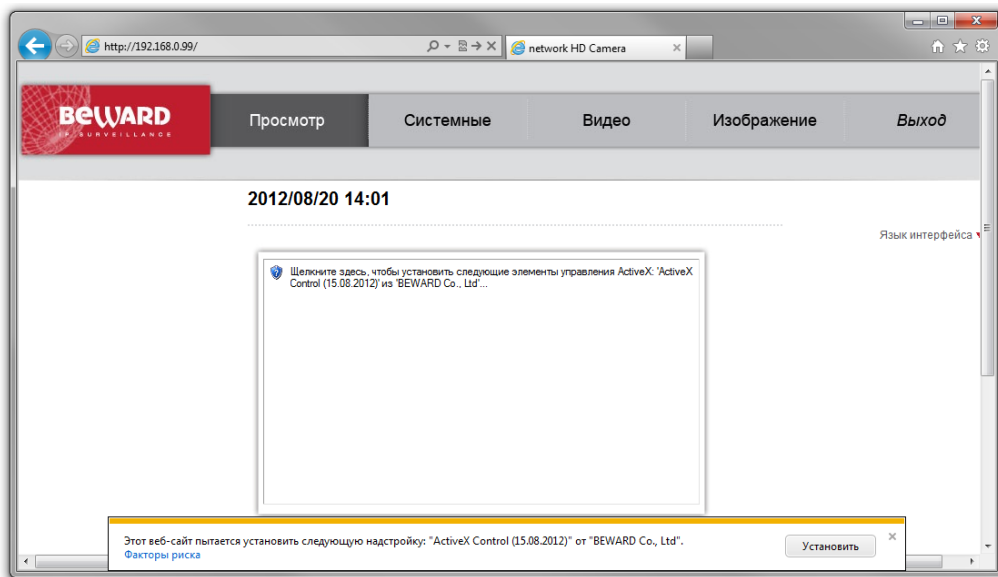 http://192.168.0.99/
network HD Camera
BEWARD
IP SURVEILLANCE
Просмотр
Системные
Видео
Изображение
Выход
2012/08/20 14:01
Язык интерфейса
Щелкните здесь, чтобы установить следующие элементы управления ActiveX: 'ActiveX
Control (15.08.2012)' из 'BEWARD Co., Ltd'...
Этот веб-сайт пытается установить следующую надстройку: "ActiveX Control (15.08.2012)" от "BEWARD Co., Ltd".
Факторы риска
Установить